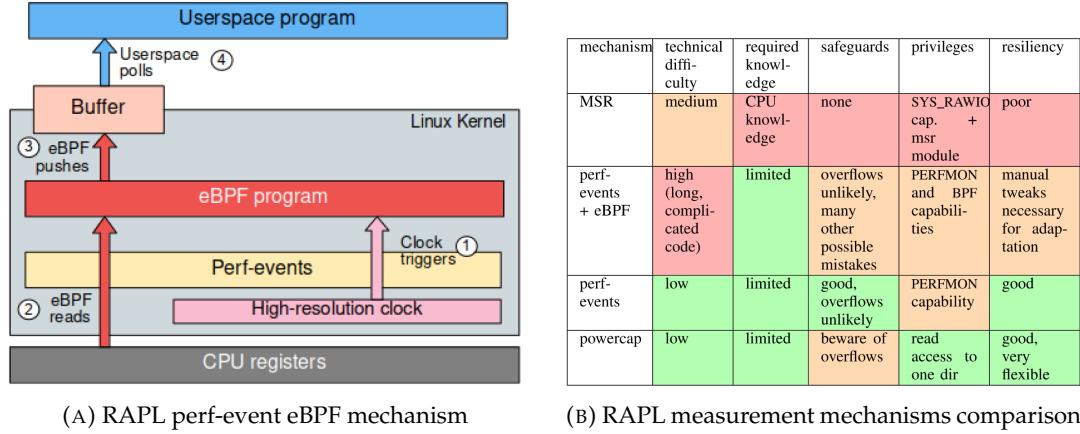 Userspace program
Userspace
polls
4
Buffer
Linux Kernel
3
eBPF
pushes
eBPF program
Clock
triggers
1
Perf-events
2
eBPF
reads
High-resolution clock
CPU registers
(A) RAPL perf-event eBPF mechanism
mechanism
technical
diffi-
culty
required
knowl-
edge
safeguards
privileges
resiliency
MSR
medium
CPU
knowl-
edge
none
SYS_RAWIO
cap. +
msr
module
poor
perf-
events
+ eBPF
high
(long,
compli-
cated
code)
limited
overflows
unlikely,
many
other
possible
mistakes
PERFMON
and BPF
capabili-
ties
manual
tweaks
necessary
for adap-
tation
perf-
events
low
limited
good,
overflows
unlikely
PERFMON
capability
good
powercap
low
limited
beware of
overflows
read
access to
one dir
good,
very
flexible
(B) RAPL measurement mechanisms comparison